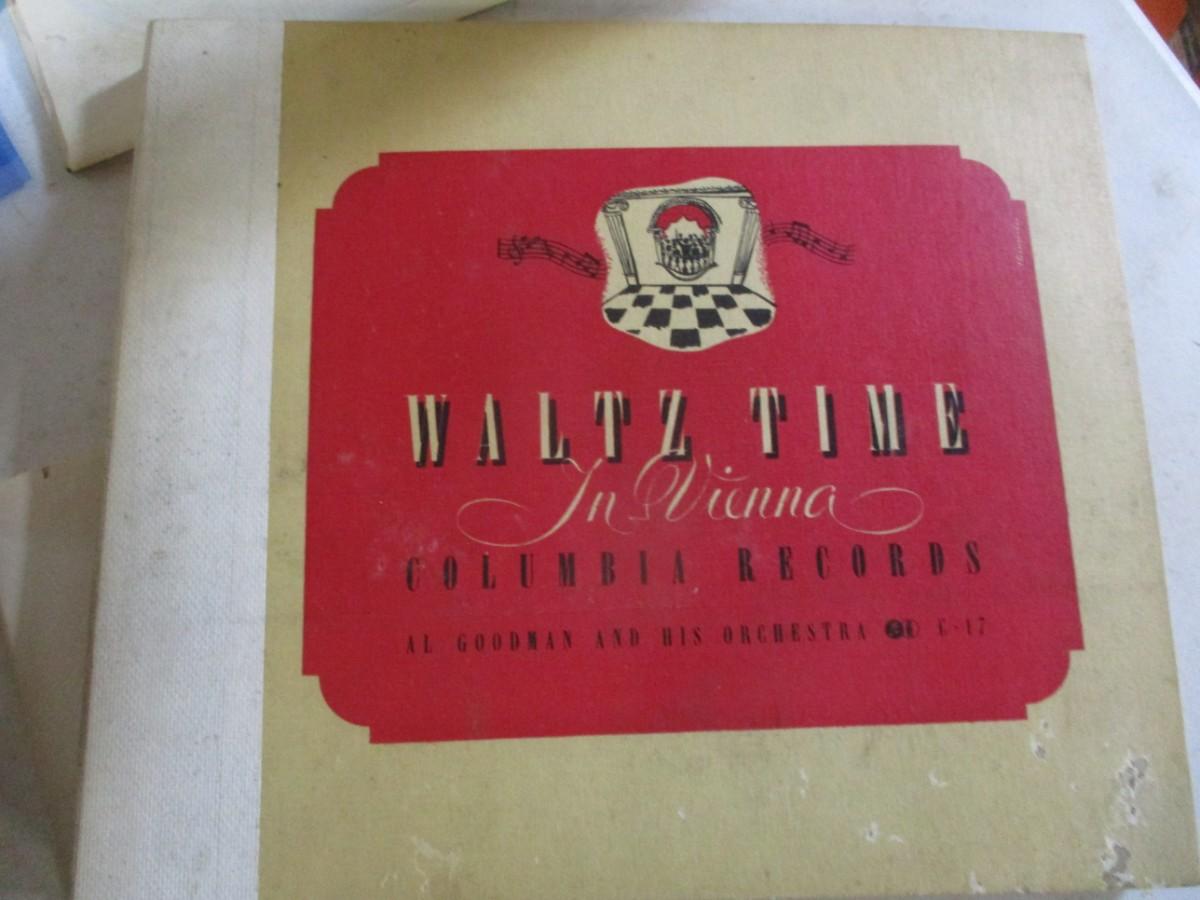 WALTZ TIME
In Vienna
COLUMBIA RECORDS
AL GOODMAN AND HIS ORCHESTRA C-17